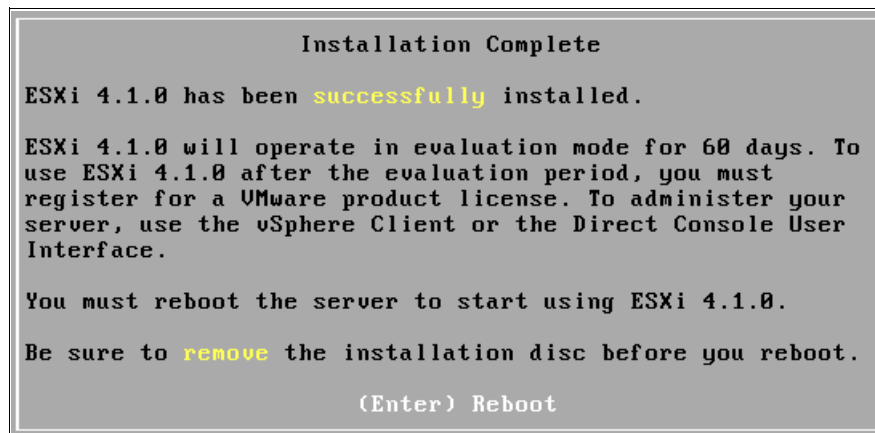 Installation Complete
ESXi 4.1.0 has been successfully installed.
ESXi 4.1.0 will operate in evaluation mode for 60 days. To
use ESXi 4.1.0 after the evaluation period, you must
register for a VMware product license. To administer your
server, use the vSphere Client or the Direct Console User
Interface.
You must reboot the server to start using ESXi 4.1.0.
Be sure to remove the installation disc before you reboot.
(Enter) Reboot